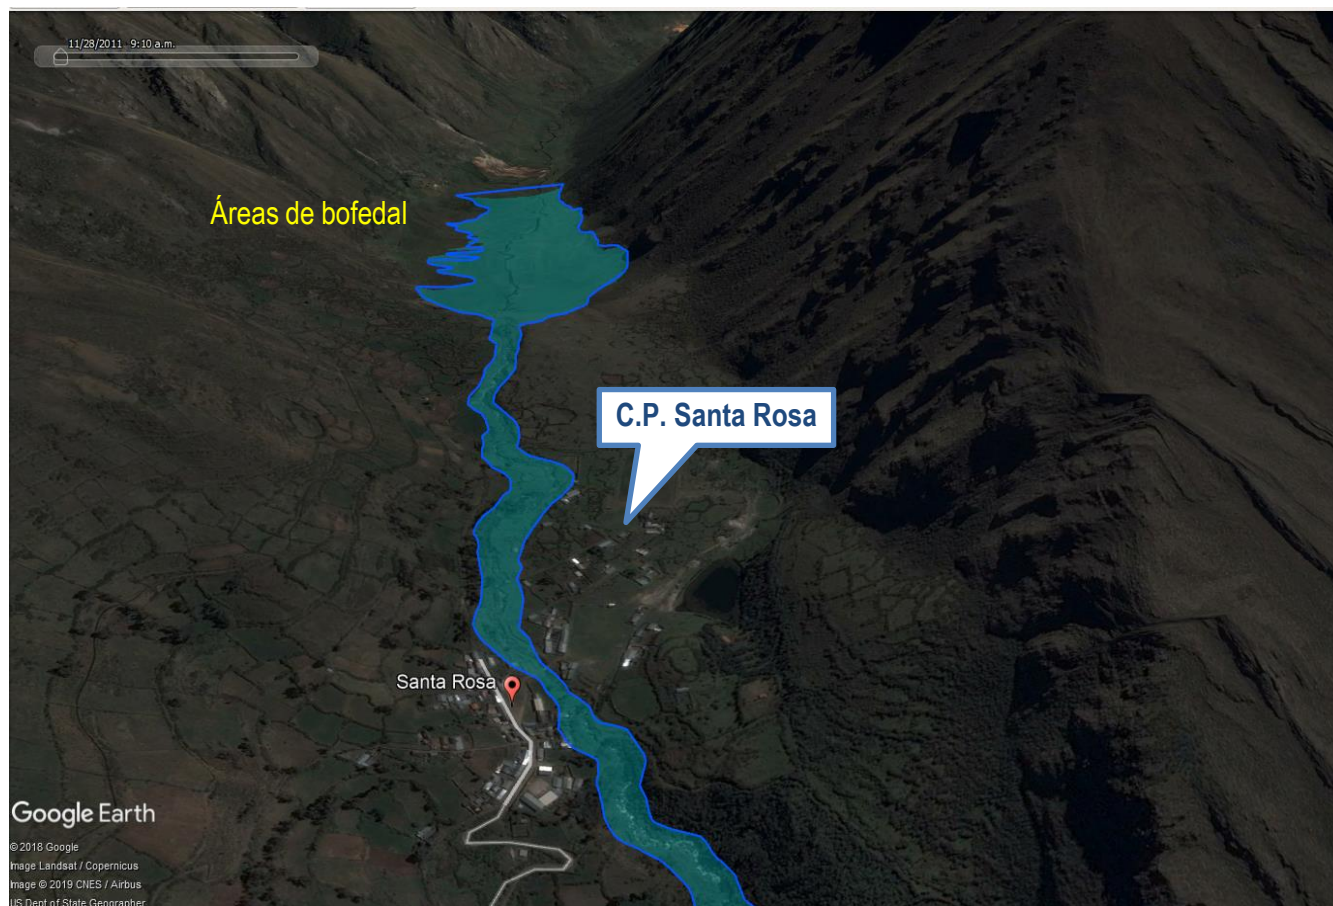 11/28/2011 9:10 a.m.
Áreas de bofedal
C.P. Santa Rosa
Santa Rosa
Google Earth
© 2018 Google
Image Landsat / Copernicus
Image © 2019 CNES / Airbus
US Dept of State Geographer